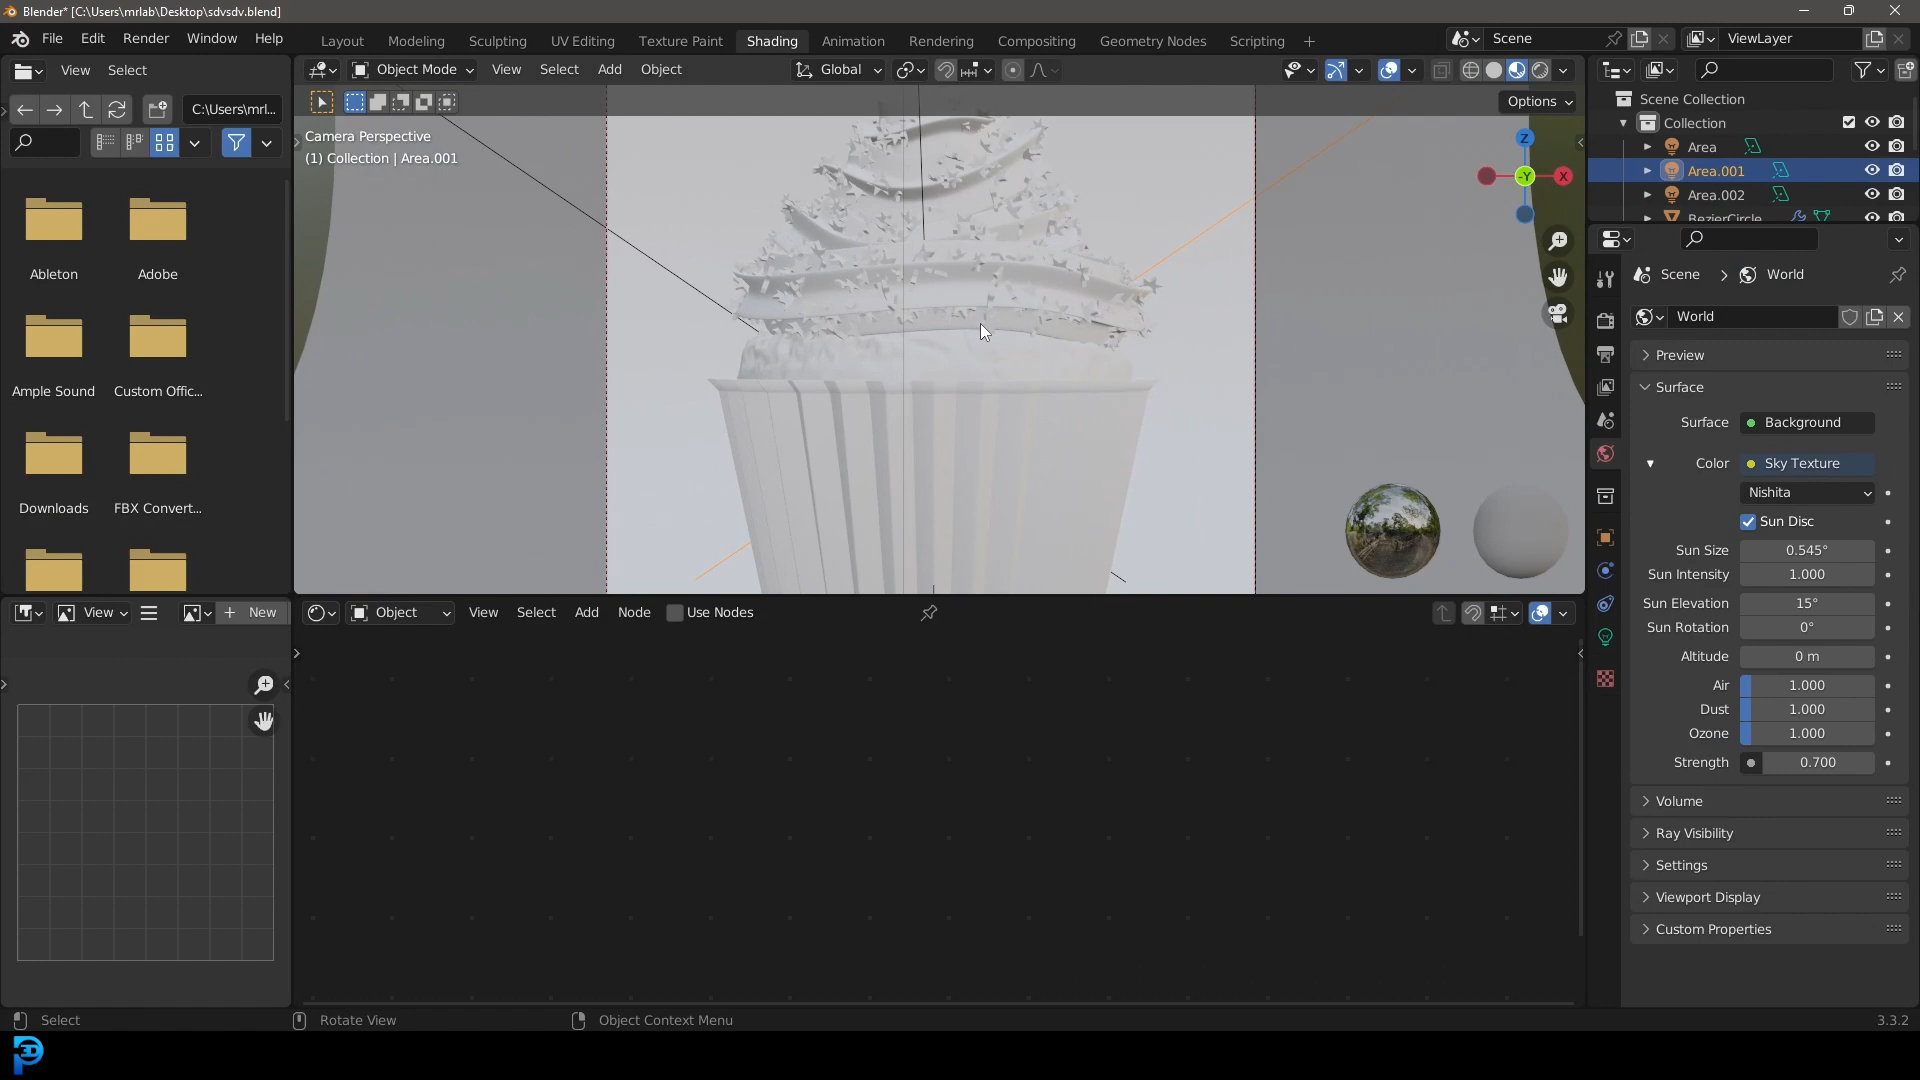 Blender* [C:\Users\mrlab\Desktop\sdvsdv.blend]
File Edit Render Window Help
Layout Modeling Sculpting UV Editing Texture Paint Shading Animation Rendering Compositing Geometry Nodes Scripting
Scene
ViewLayer
View Select
Object Mode View Select Add Object
Global
C:\Users\mrl...
Options
Camera Perspective
(1) Collection | Area.001
Z
-Y
X
Scene Collection
Collection
Area
Area.001
Area.002
BezierCircle
Ableton
Adobe
Ample Sound
Custom Offic...
Downloads
FBX Convert...
Scene
World
World
Preview
Surface
Surface Background
Color Sky Texture
Nishita
Sun Disc
Sun Size 0.545°
Sun Intensity 1.000
Sun Elevation 15°
Sun Rotation 0°
Altitude 0 m
Air 1.000
Dust 1.000
Ozone 1.000
Strength 0.700
Volume
Ray Visibility
Settings
Viewport Display
Custom Properties
View
New
Object View Select Add Node Use Nodes
Select
Rotate View
Object Context Menu
3.3.2